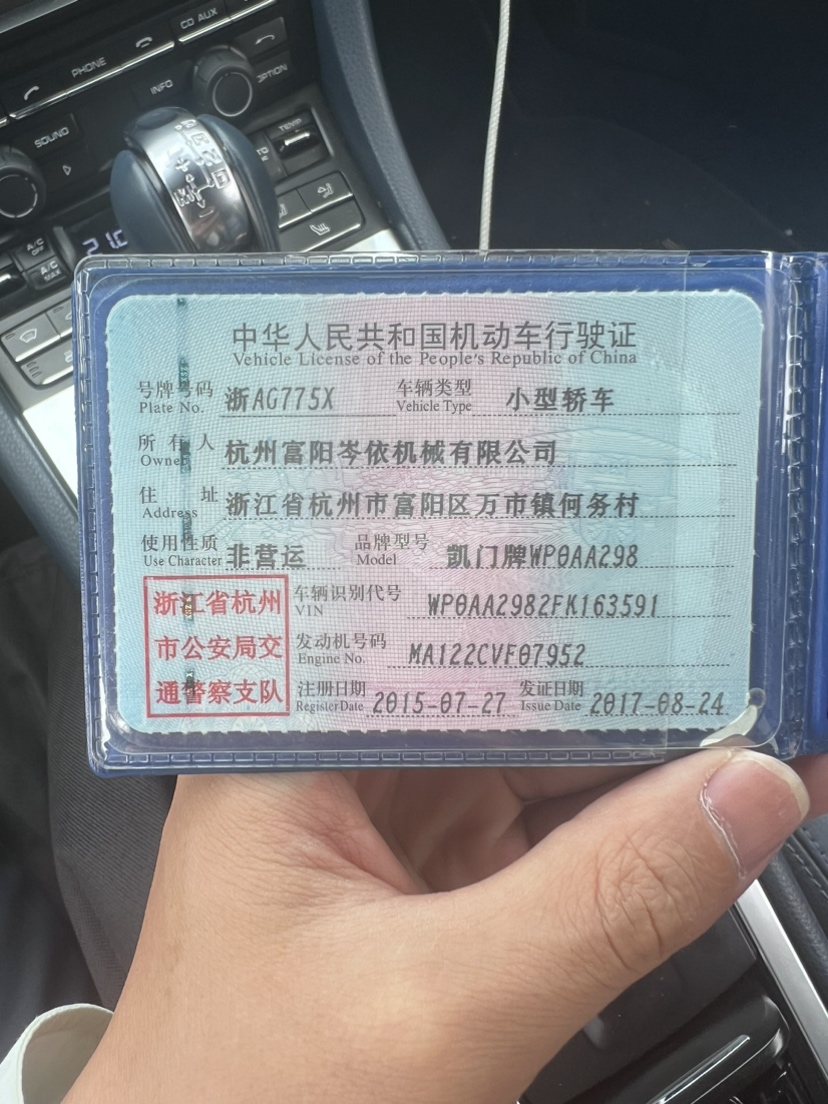 CD AUX
PHONE
INFO
OPTION
SOUND
TEMP
A/C OFF
A/C MAX
中华人民共和国机动车行驶证
Vehicle License of the People's Republic of China
号牌号码 浙AG775X 车辆类型 小型轿车
Plate No. Vehicle Type
所有人 杭州富阳岑依机械有限公司
Owner
住址 浙江省杭州市富阳区万市镇何务村
Address
使用性质 非营运 品牌型号 凯门牌WP0AA298
Use Character Model
浙江省杭州
市公安局交
通警察支队
车辆识别代号 WP0AA2982FK163591
VIN
发动机号码 MA122CVF07952
Engine No.
注册日期 2015-07-27 发证日期 2017-08-24
Register Date Issue Date